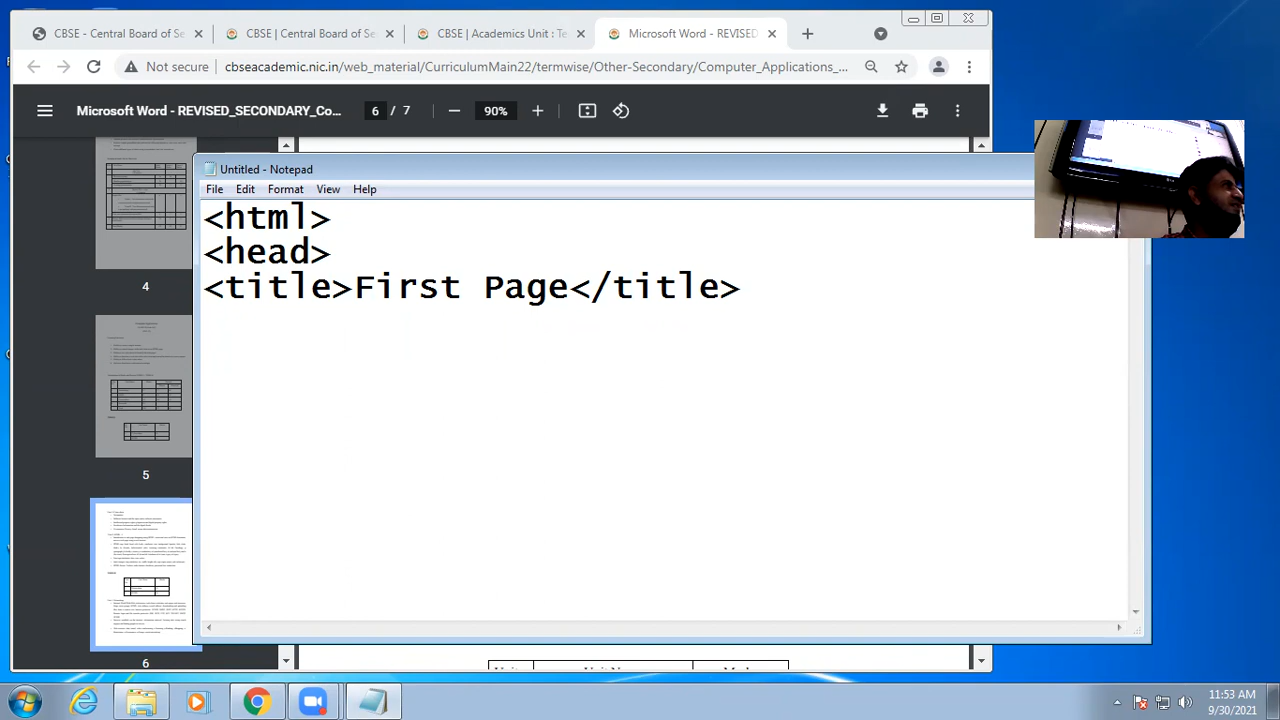 CBSE - Central Board of Se
CBSE | Central Board of Se
CBSE | Academics Unit : Te
Microsoft Word - REVISED
Not secure
cbseacademic.nic.in/web_material/CurriculumMain22/termwise/Other-Secondary/Computer_Applications_...
Microsoft Word - REVISED_SECONDARY_Co...
6 / 7
90%
Untitled - Notepad
File Edit Format View Help
<html>
<head>
<title>First Page</title>
4
5
6
11:53 AM
9/30/2021